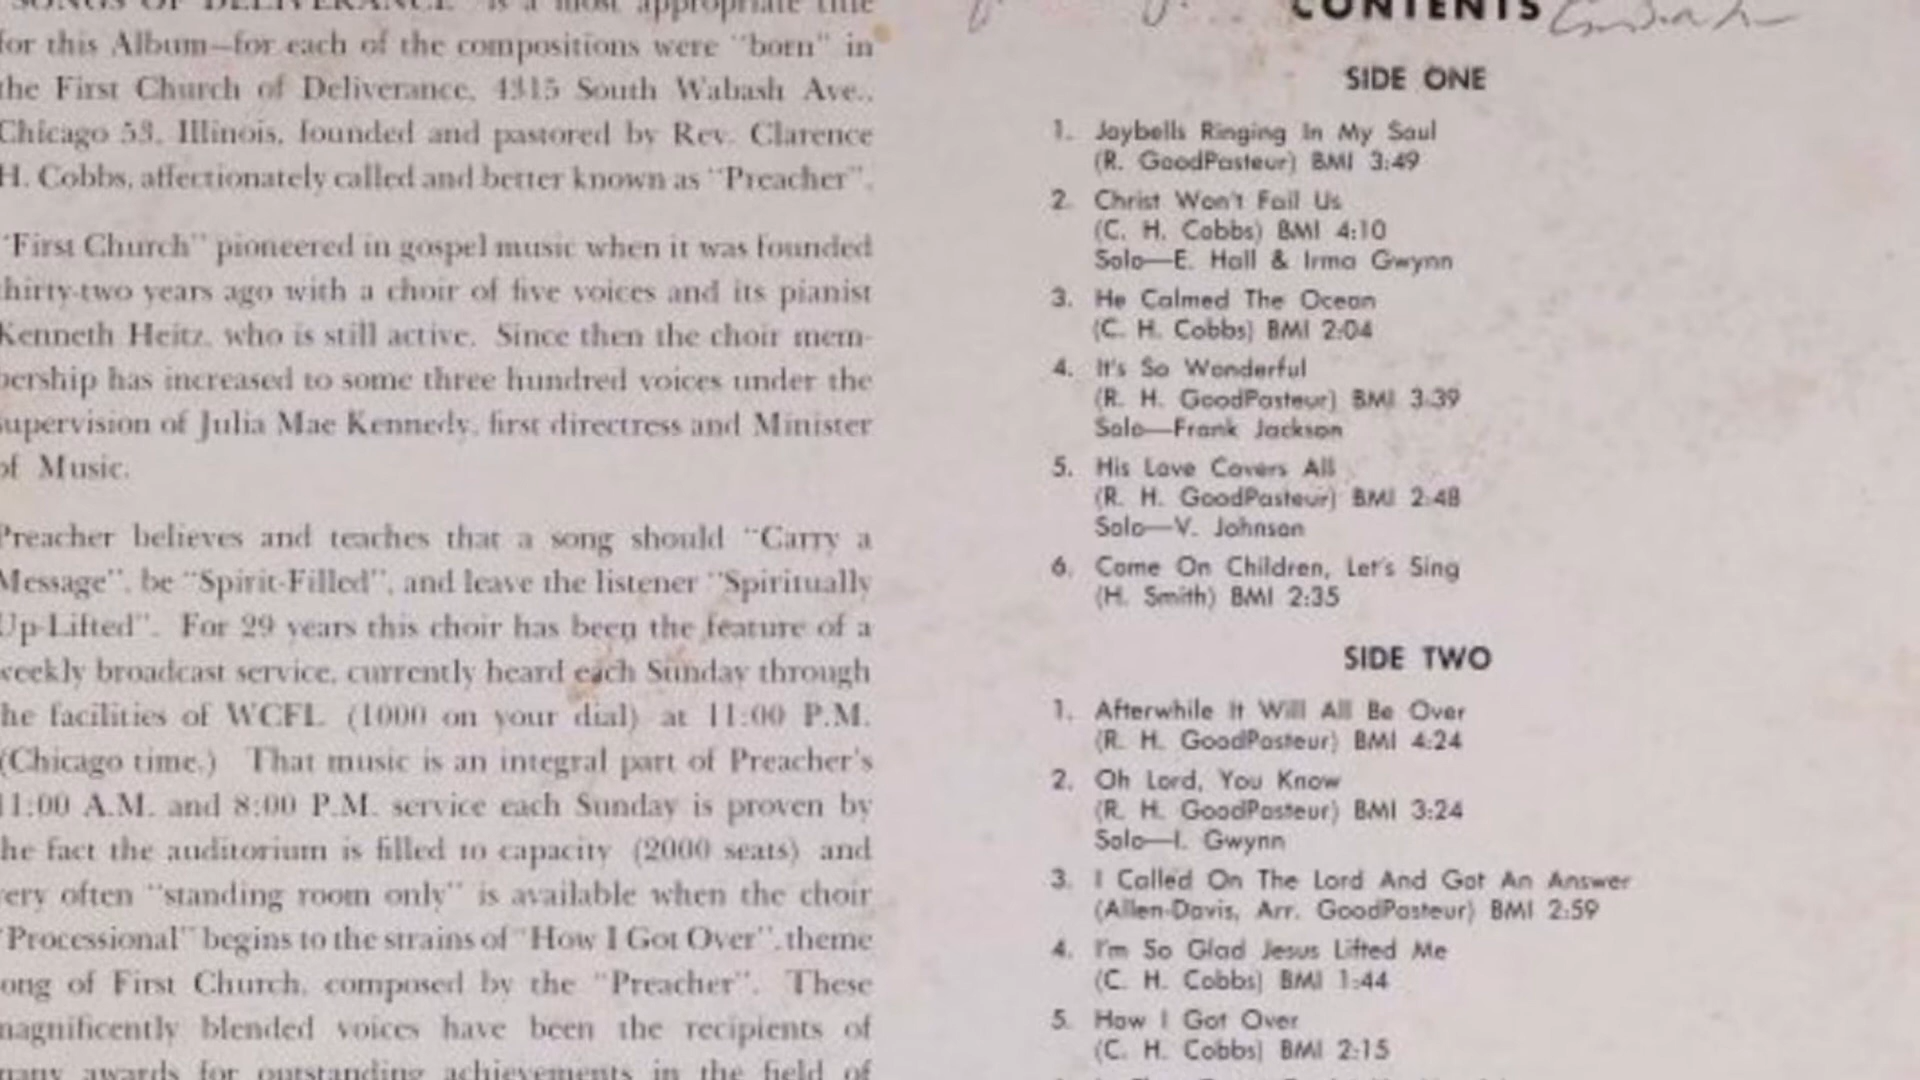 "SONGS OF DELIVERANCE" is a most appropriate title
for this Album—for each of the compositions were "born" in
the First Church of Deliverance, 4315 South Wabash Ave.,
Chicago 53, Illinois, founded and pastored by Rev. Clarence
H. Cobbs, affectionately called and better known as "Preacher".
"First Church" pioneered in gospel music when it was founded
thirty-two years ago with a choir of five voices and its pianist
Kenneth Heitz, who is still active. Since then the choir mem-
bership has increased to some three hundred voices under the
supervision of Julia Mae Kennedy, first directress and Minister
of Music.
Preacher believes and teaches that a song should "Carry a
Message", be "Spirit-Filled", and leave the listener "Spiritually
Up-Lifted". For 29 years this choir has been the feature of a
weekly broadcast service, currently heard each Sunday through
the facilities of WCFL (1000 on your dial) at 11:00 P.M.
(Chicago time.) That music is an integral part of Preacher's
11:00 A.M. and 8:00 P.M. service each Sunday is proven by
the fact the auditorium is filled to capacity (2000 seats) and
very often "standing room only" is available when the choir
"Processional" begins to the strains of "How I Got Over", theme
song of First Church, composed by the "Preacher". These
magnificently blended voices have been the recipients of
many awards for outstanding achievements in the field of
CONTENTS
SIDE ONE
1. Joybells Ringing In My Soul
(R. GoodPasteur) BMI 3:49
2. Christ Won't Fail Us
(C. H. Cobbs) BMI 4:10
Solo—E. Hall & Irma Gwynn
3. He Calmed The Ocean
(C. H. Cobbs) BMI 2:04
4. It's So Wonderful
(R. H. GoodPasteur) BMI 3:39
Solo—Frank Jackson
5. His Love Covers All
(R. H. GoodPasteur) BMI 2:48
Solo—V. Johnson
6. Come On Children, Let's Sing
(H. Smith) BMI 2:35
SIDE TWO
1. Afterwhile It Will All Be Over
(R. H. GoodPasteur) BMI 4:24
2. Oh Lord, You Know
(R. H. GoodPasteur) BMI 3:24
Solo—I. Gwynn
3. I Called On The Lord And Got An Answer
(Allen-Davis, Arr. GoodPasteur) BMI 2:59
4. I'm So Glad Jesus Lifted Me
(C. H. Cobbs) BMI 1:44
5. How I Got Over
(C. H. Cobbs) BMI 2:15